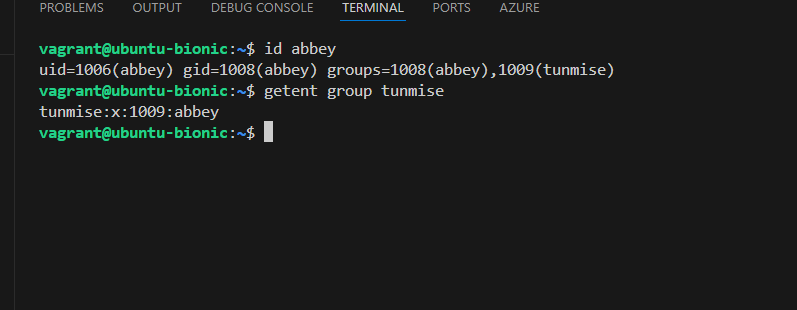 PROBLEMS OUTPUT DEBUG CONSOLE TERMINAL PORTS AZURE
vagrant@ubuntu-bionic:~$ id abbey
uid=1006(abbey) gid=1008(abbey) groups=1008(abbey),1009(tunmise)
vagrant@ubuntu-bionic:~$ getent group tunmise
tunmise:x:1009:abbey
vagrant@ubuntu-bionic:~$